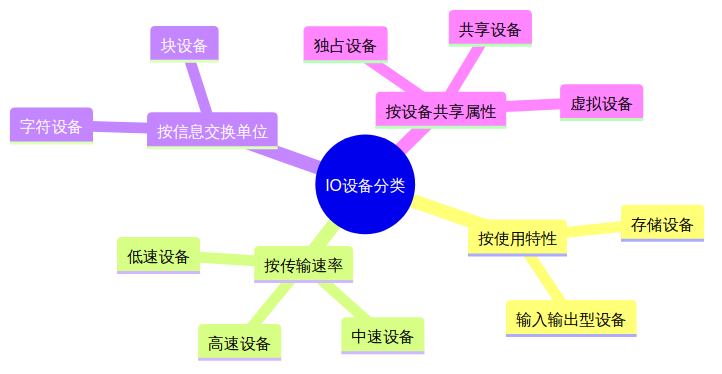 共享设备
块设备
独占设备
虚拟设备
按设备共享属性
字符设备
按信息交换单位
IO设备分类
存储设备
按使用特性
低速设备
按传输速率
输入输出型设备
高速设备
中速设备